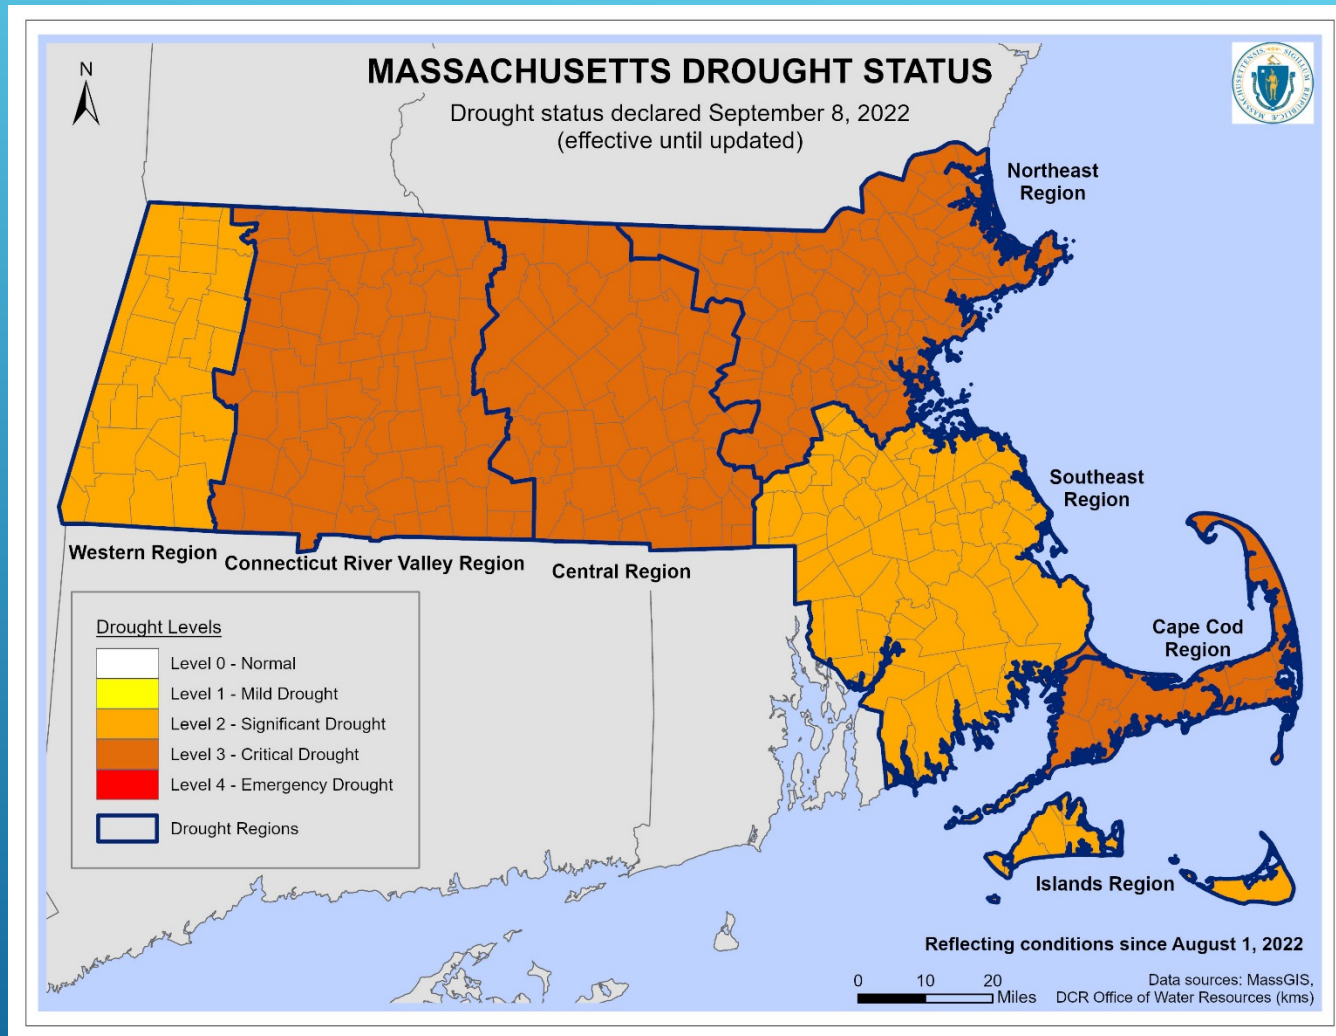 MASSACHUSETTS DROUGHT STATUS
Drought status declared September 8, 2022
(effective until updated)
N
Northeast
Region
Southeast
Region
Cape Cod
Region
Western Region
Connecticut River Valley Region
Central Region
Islands Region
Drought Levels
Level 0 - Normal
Level 1 - Mild Drought
Level 2 - Significant Drought
Level 3 - Critical Drought
Level 4 - Emergency Drought
Drought Regions
Reflecting conditions since August 1, 2022
0 10 20
Miles
Data sources: MassGIS,
DCR Office of Water Resources (kms)